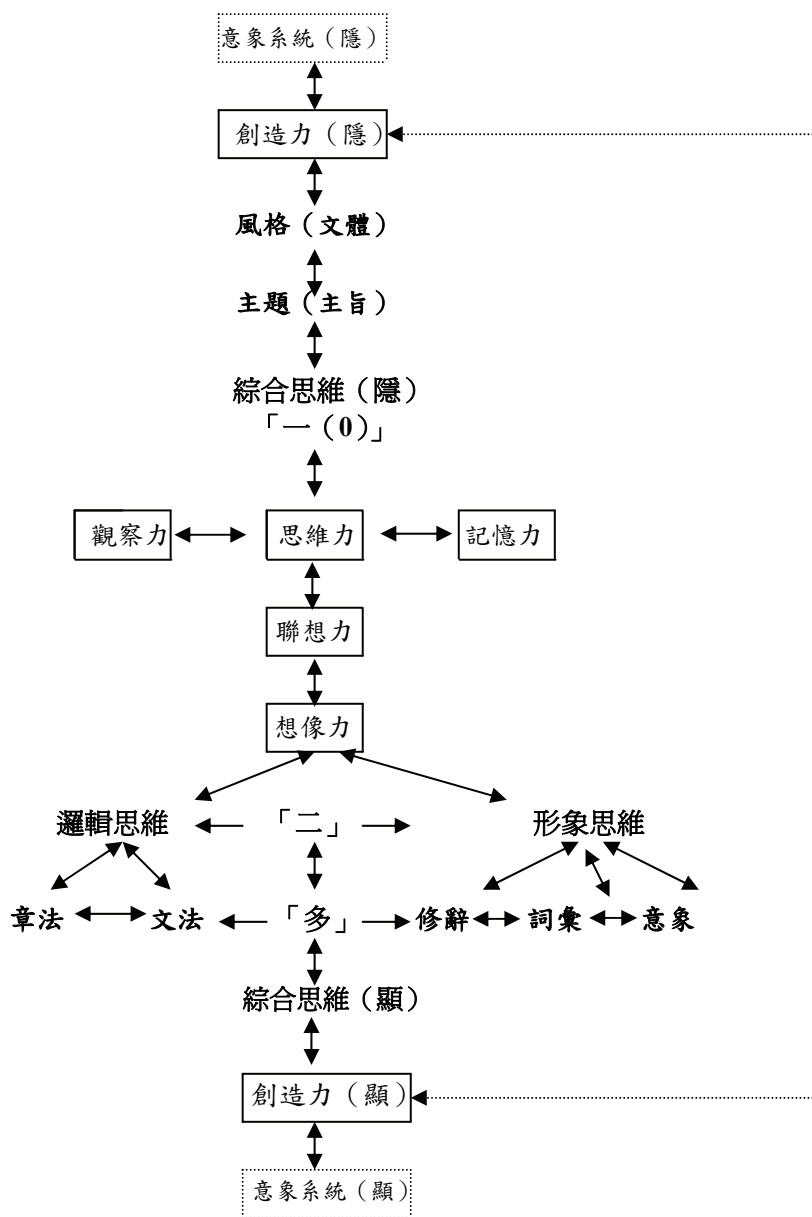 意象系統（隱）
創造力（隱）
風格（文體）
主題（主旨）
綜合思維（隱）
「一（0）」
觀察力 思維力 記憶力
聯想力
想像力
邏輯思維 「二」 形象思維
章法 文法 「多」 修辭 詞彙 意象
綜合思維（顯）
創造力（顯）
意象系統（顯）